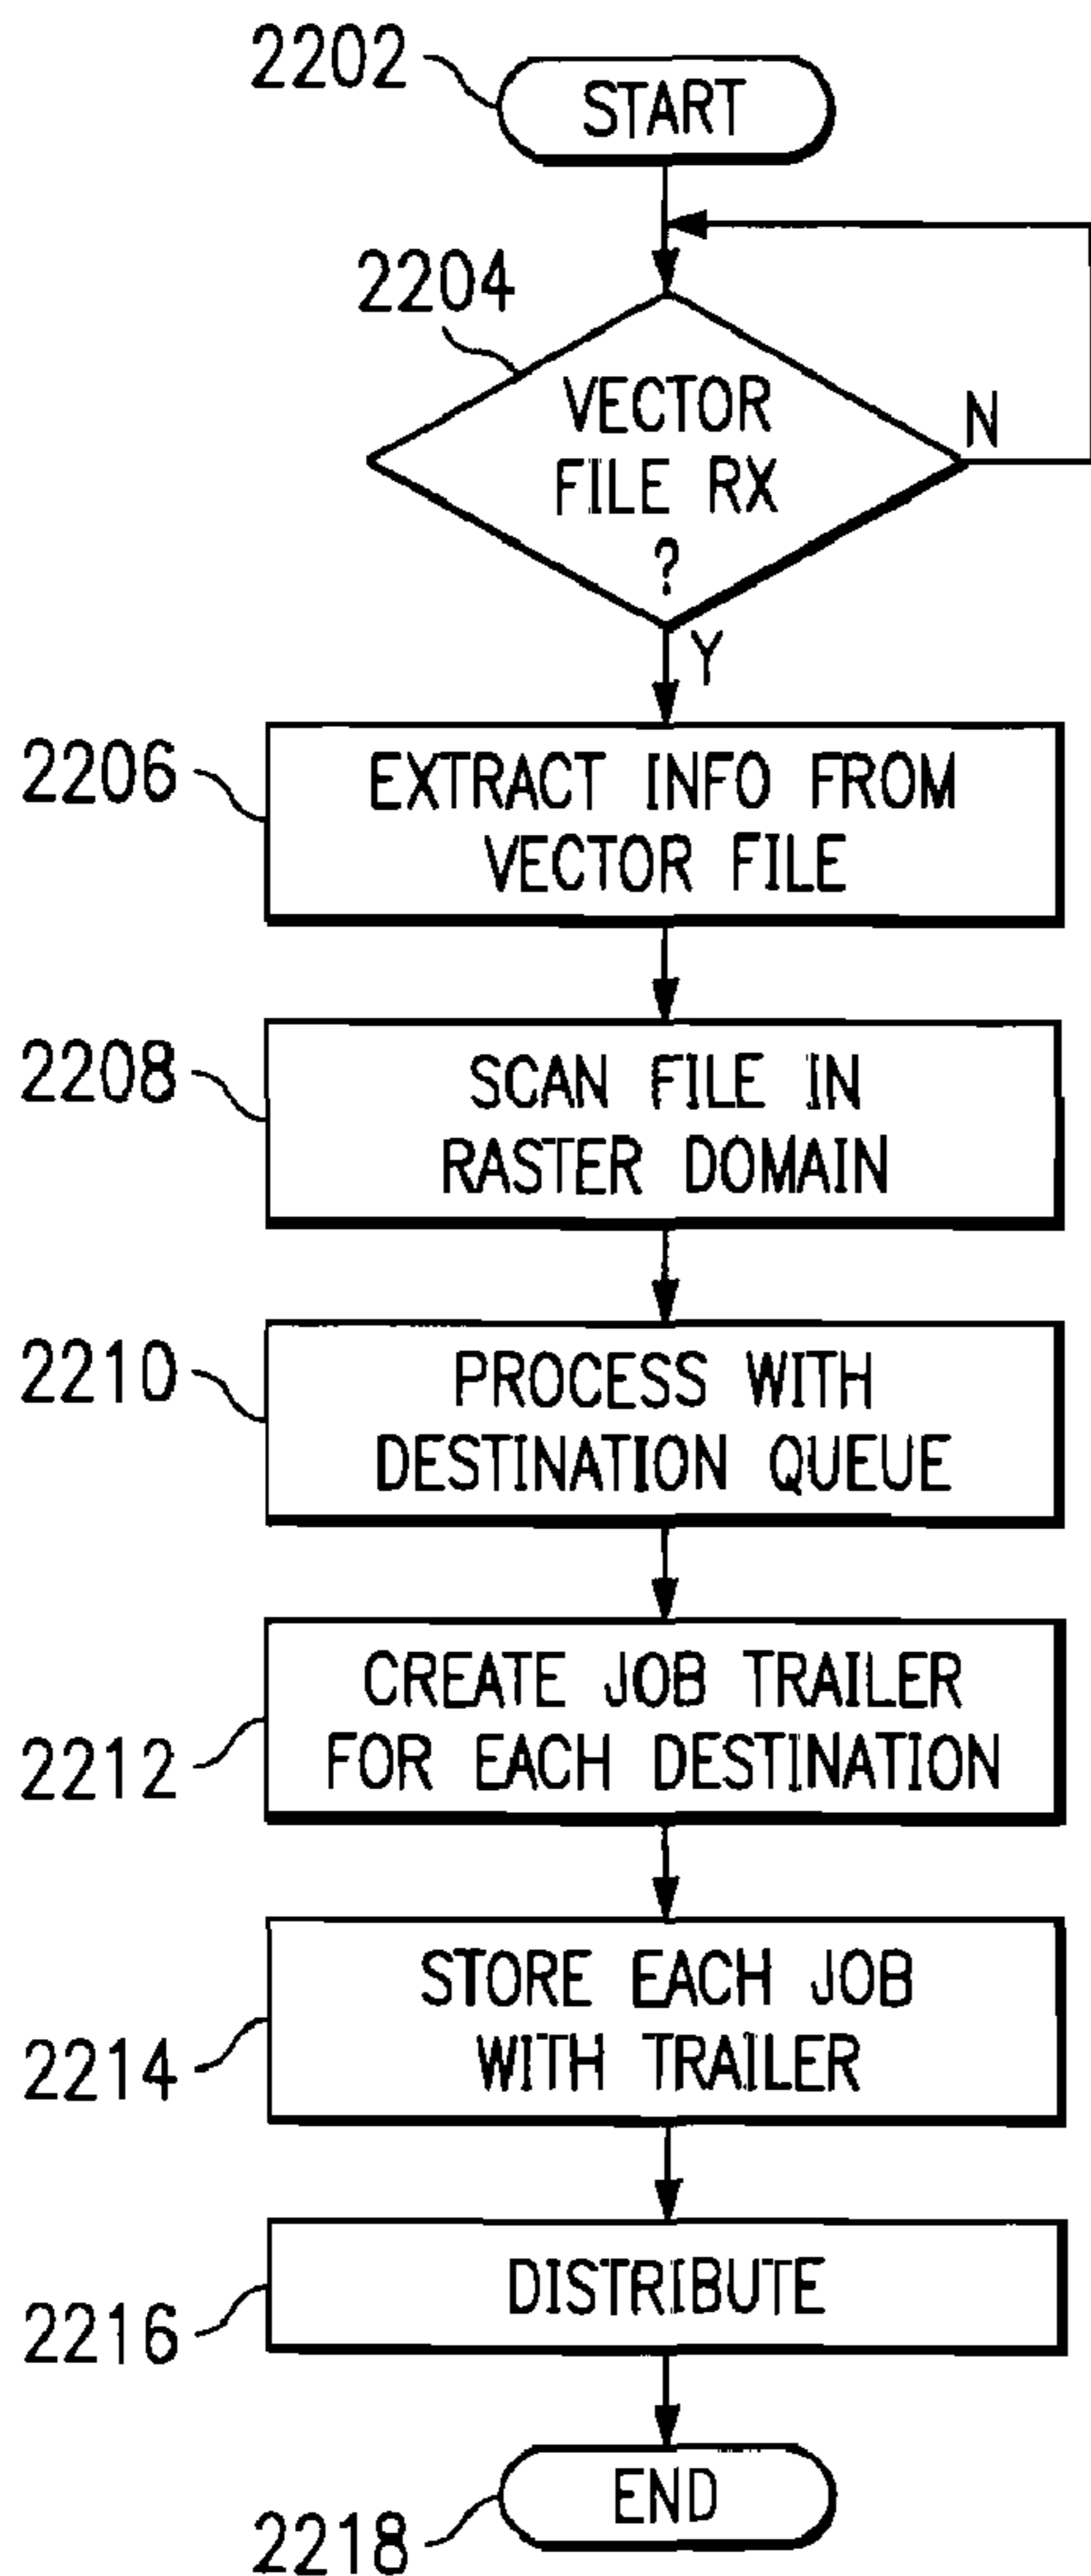 2202
START
2204
VECTOR
FILE RX
?
N
Y
2206
EXTRACT INFO FROM
VECTOR FILE
2208
SCAN FILE IN
RASTER DOMAIN
2210
PROCESS WITH
DESTINATION QUEUE
2212
CREATE JOB TRAILER
FOR EACH DESTINATION
2214
STORE EACH JOB
WITH TRAILER
2216
DISTRIBUTE
2218
END